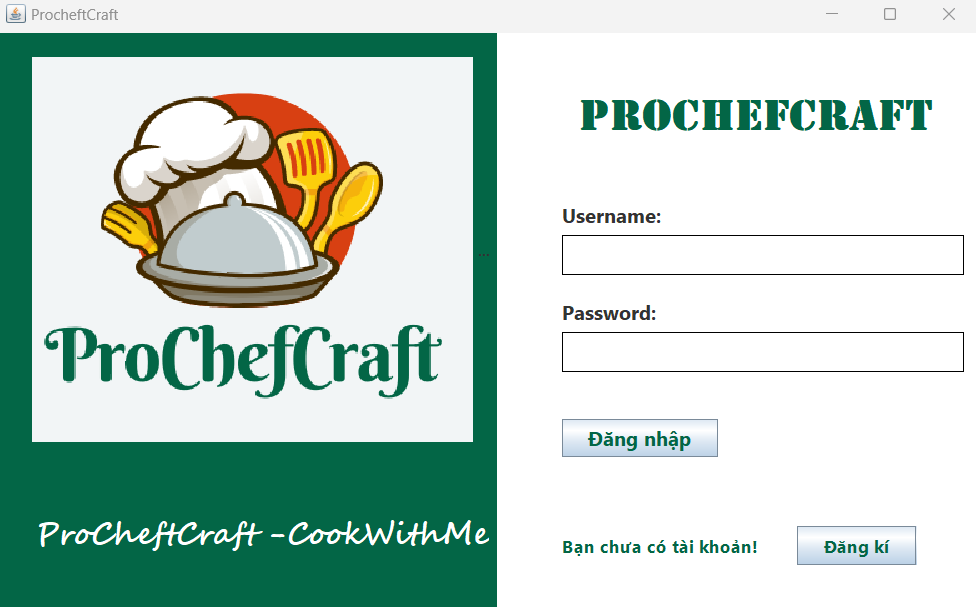 ProcheftCraft
ProChefCraft
...
ProCheftCraft -CookWithMe
PROCHEFCRAFT
Username:
Password:
Đăng nhập
Bạn chưa có tài khoản!
Đăng kí